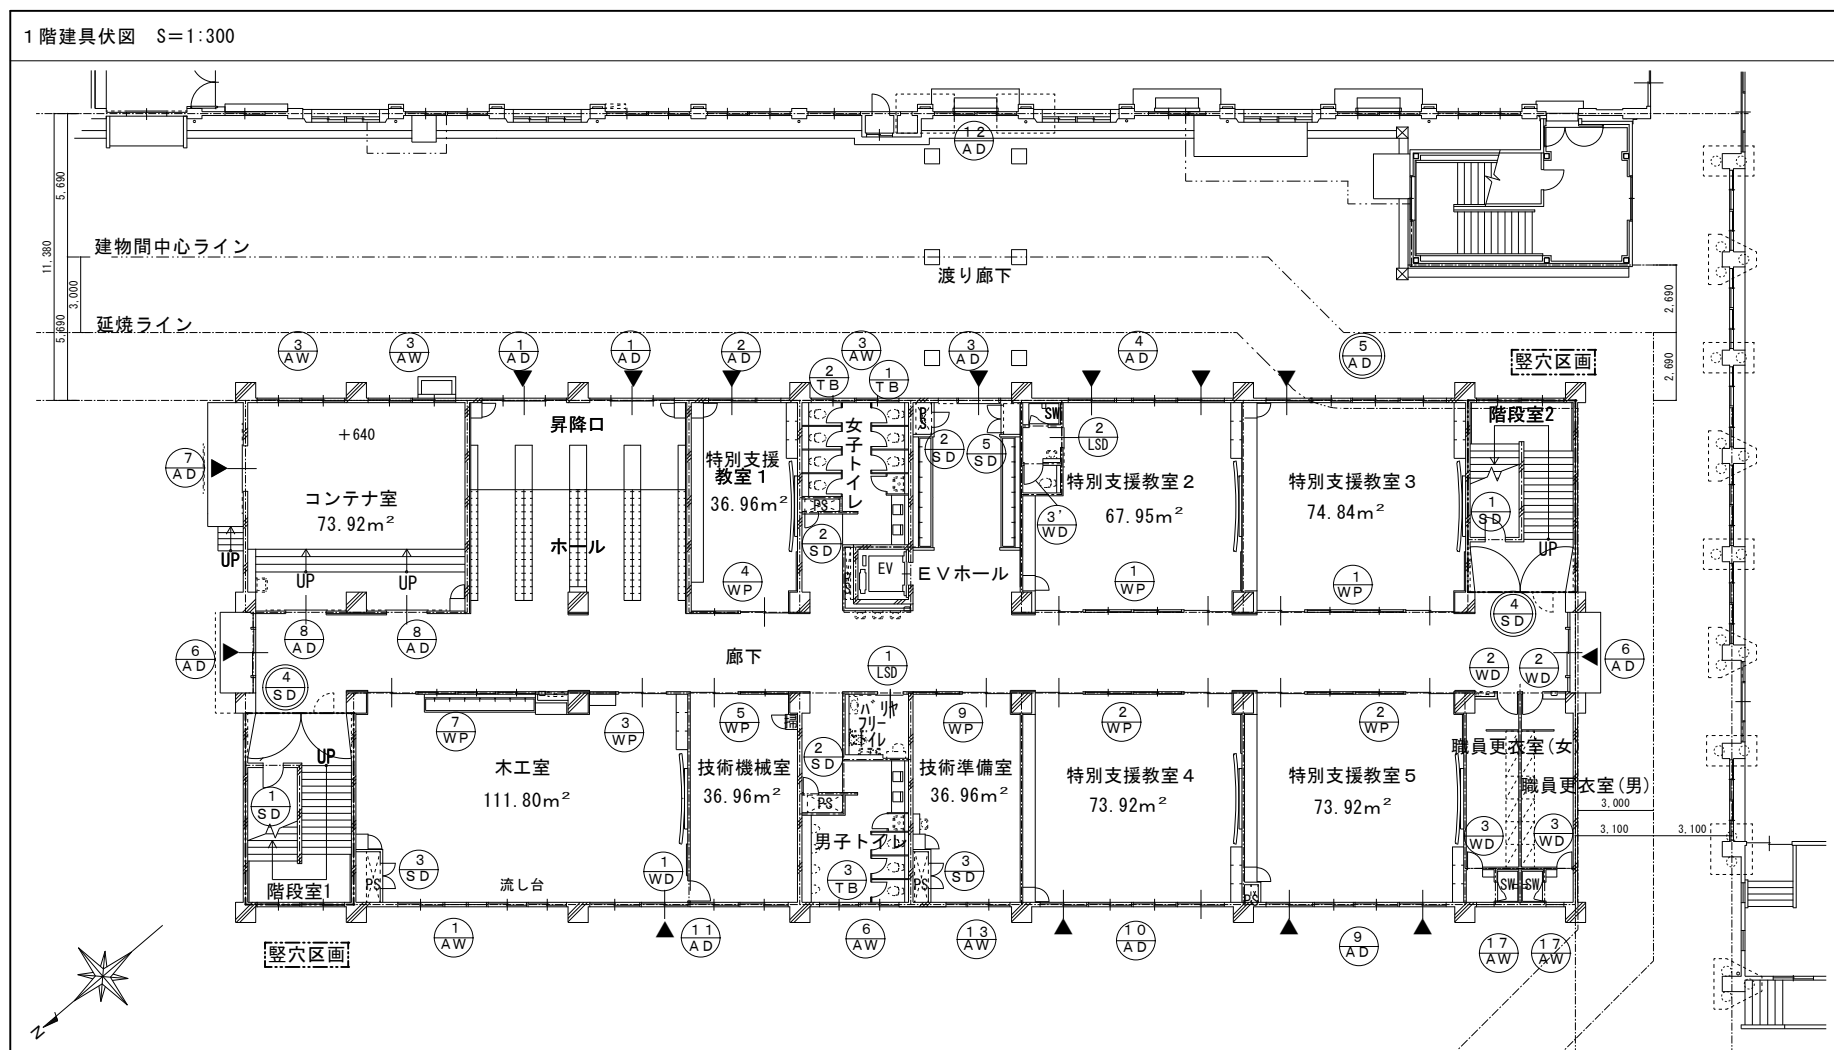 1階建具伏図 S=1:300
12
AD
5,690
11,380
3,000
5,690
建物間中心ライン
渡り廊下
延焼ライン
2,690
2,690
3
AW
3
AW
1
AD
1
AD
2
AD
3
AW
3
AD
4
AD
5
AD
竪穴区画
2
TB
1
TB
昇降口
+640
7
AD
コンテナ室
73.92m²
UP
UP
UP
ホール
特別支援
教室1
36.96m²
女子トイレ
PS
PS
2
SD
2
SD
5
SD
SW
2
LSD
3'
WD
EV
EVホール
特別支援教室2
67.95m²
特別支援教室3
74.84m²
階段室2
1
SD
UP
4
WP
1
WP
1
WP
4
SD
6
AD
8
AD
8
AD
廊下
1
LSD
2
WD
2
WD
6
AD
4
SD
7
WP
3
WP
5
WP
掃
バリヤ
フリー
トイレ
9
WP
2
WP
2
WP
UP
1
SD
階段室1
木工室
111.80m²
技術機械室
36.96m²
2
SD
PS
技術準備室
36.96m²
特別支援教室4
73.92m²
特別支援教室5
73.92m²
職員更衣室(女)
職員更衣室(男)
3,000
3,100
3,100
男子トイレ
3
WD
3
WD
PS
3
SD
流し台
1
WD
3
TB
PS
3
SD
PS
SW
SW
1
AW
11
AD
6
AW
13
AW
10
AD
9
AD
17
AW
17
AW
竪穴区画
N